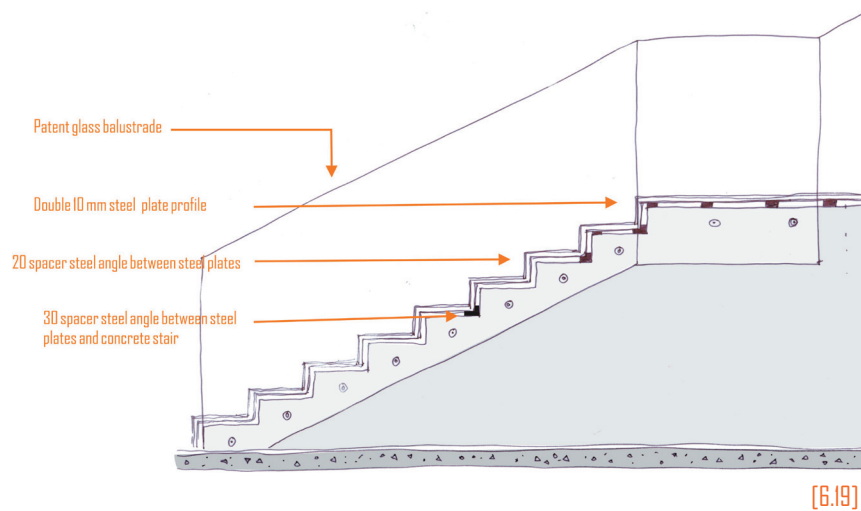 Patent glass balustrade
Double 10 mm steel plate profile
20 spacer steel angle between steel plates
30 spacer steel angle between steel
plates and concrete stair
[6.19]